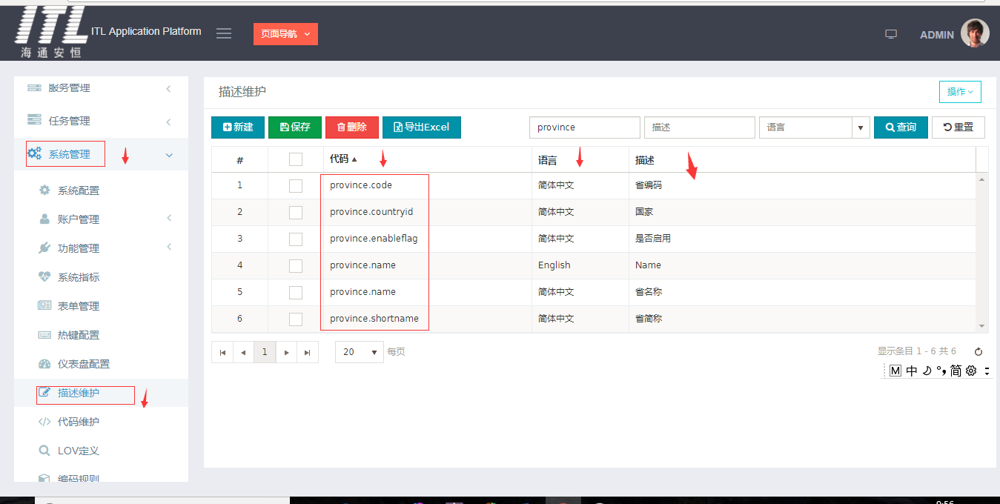 ITL
海通安恒
ITL Application Platform
页面导航
ADMIN
服务管理
任务管理
系统管理
系统配置
账户管理
功能管理
系统指标
表单管理
热键配置
仪表盘配置
描述维护
代码维护
LOV定义
编码规则
描述维护
操作
新建 保存 删除 导出Excel province 描述 语言 查询 重置
# 代码 语言 描述
1 province.code 简体中文 省编码
2 province.countryid 简体中文 国家
3 province.enableflag 简体中文 是否启用
4 province.name English Name
5 province.name 简体中文 省名称
6 province.shortname 简体中文 省简称
1 20 每页 显示条目 1 - 6 共 6
M 中 简